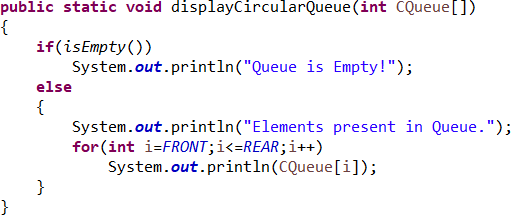 public static void displayCircularQueue(int CQueue[])
{
    if(isEmpty())
        System.out.println("Queue is Empty!");
    else
    {
        System.out.println("Elements present in Queue.");
        for(int i=FRONT;i<=REAR;i++)
            System.out.println(CQueue[i]);
    }
}